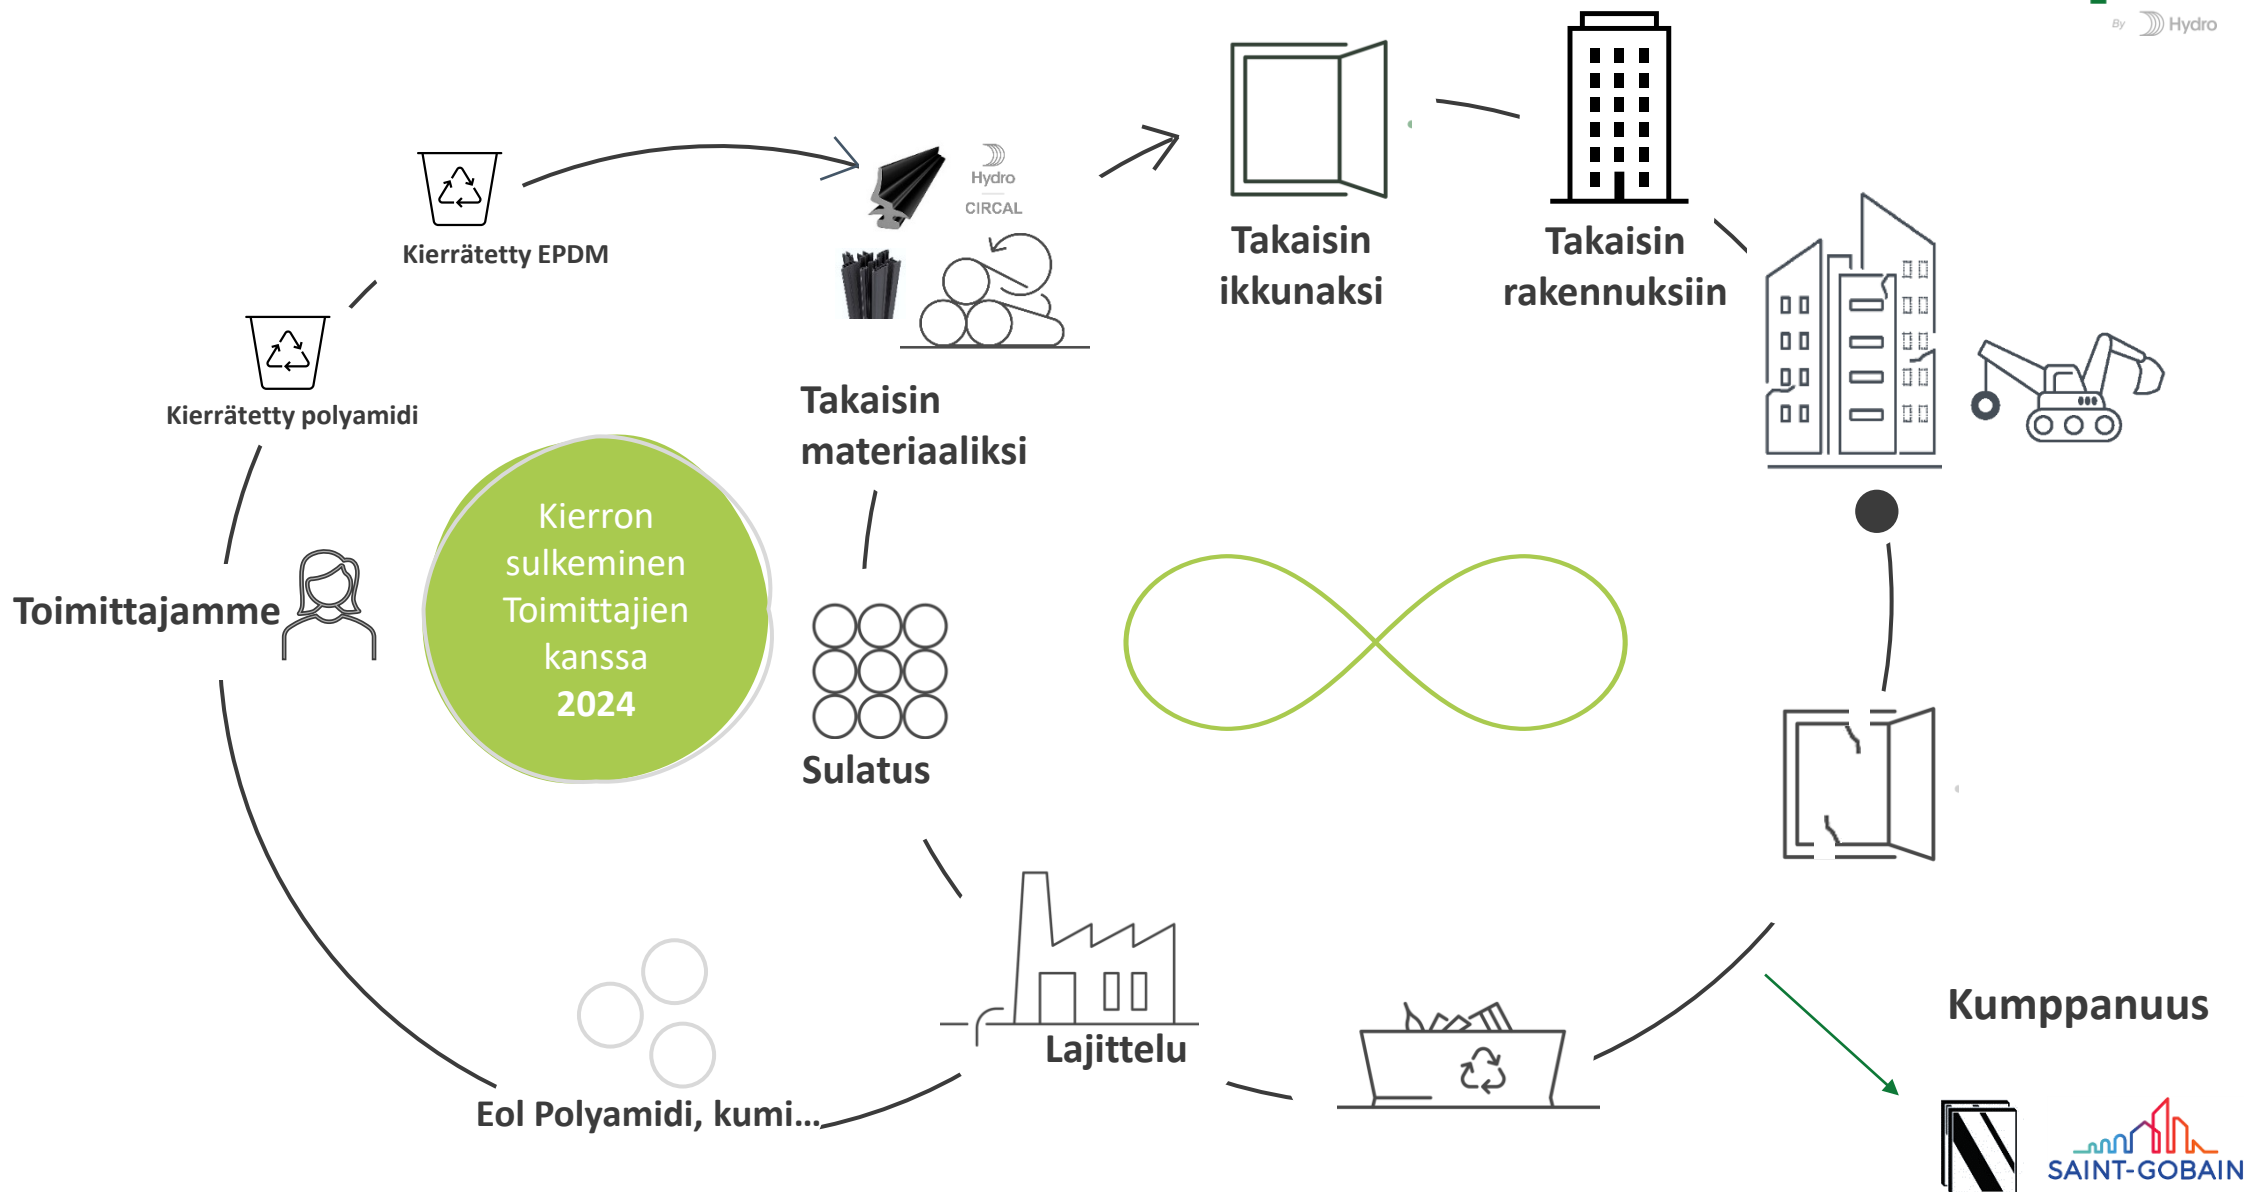 By Hydro
Hydro
CIRCAL
Kierrätetty EPDM
Takaisin
ikkunaksi
Takaisin
rakennuksiin
Kierrätetty polyamidi
Takaisin
materiaaliksi
Kierron
sulkeminen
Toimittajien
kanssa
2024
Toimittajamme
Sulatus
Lajittelu
Eol Polyamidi, kumi...
Kumppanuus
SAINT-GOBAIN